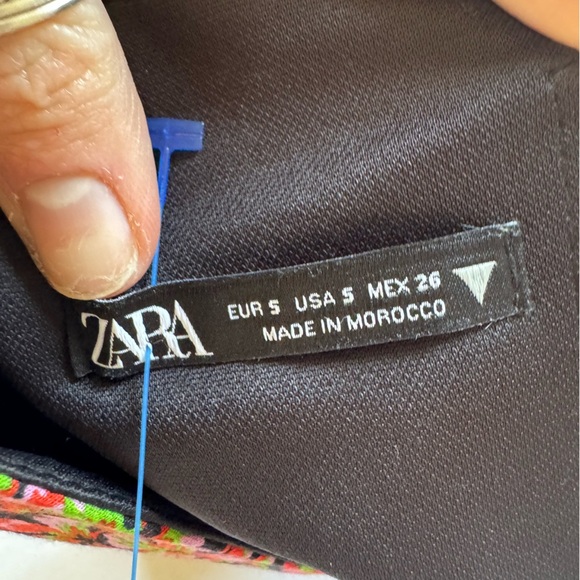 ZARA
EUR S USA S MEX 26
MADE IN MOROCCO